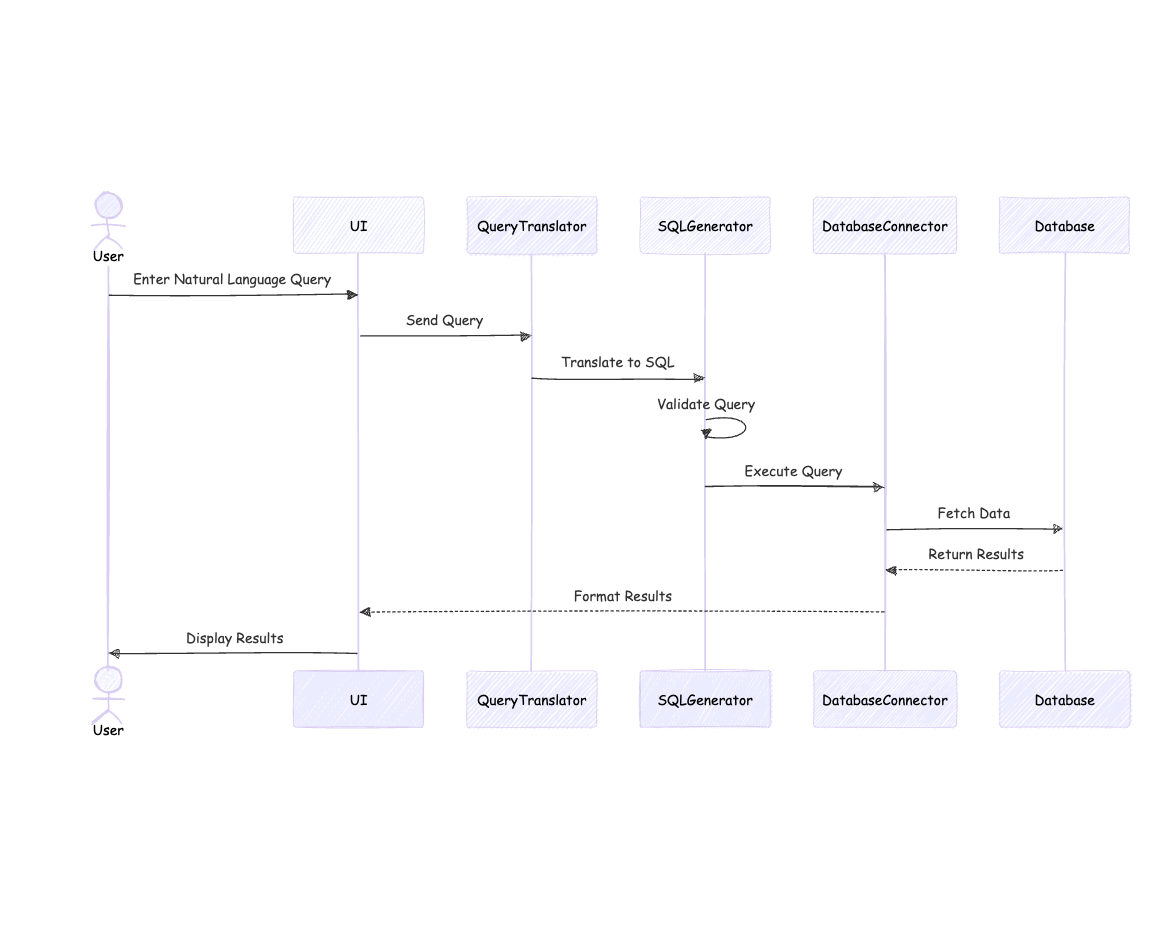 User
UI
QueryTranslator
SQLGenerator
DatabaseConnector
Database
Enter Natural Language Query
Send Query
Translate to SQL
Validate Query
Execute Query
Fetch Data
Return Results
Format Results
Display Results
User
UI
QueryTranslator
SQLGenerator
DatabaseConnector
Database